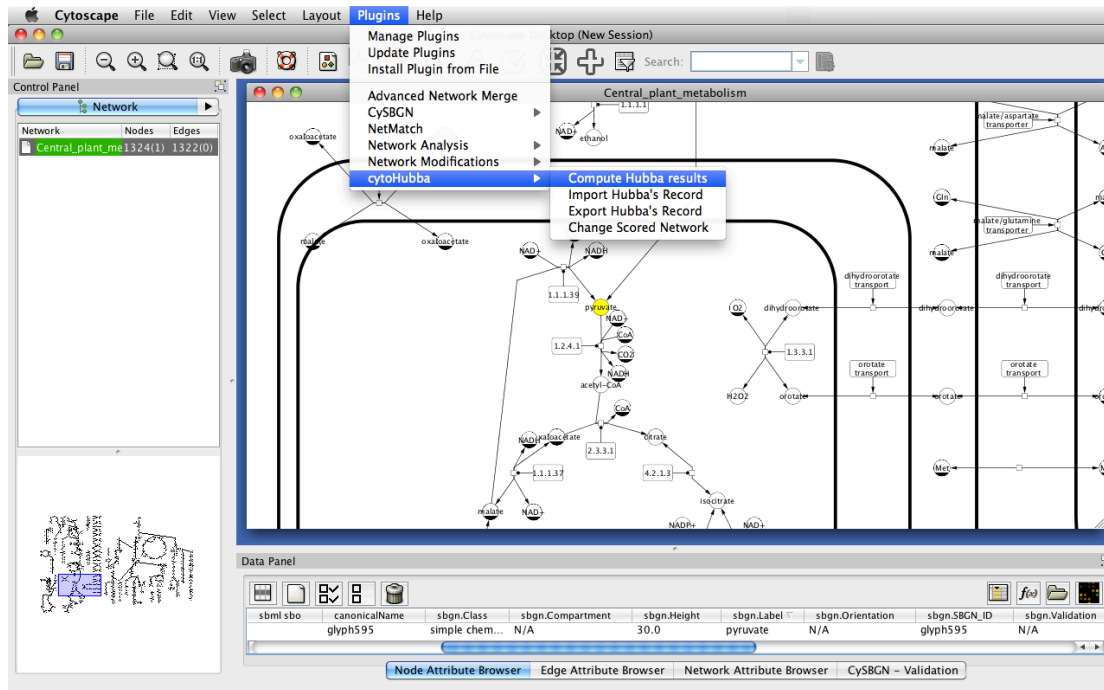 Cytoscape File Edit View Select Layout Plugins Help
ktop (New Session)
Manage Plugins
Update Plugins
Install Plugin from File
Advanced Network Merge
CySBGN
NetMatch
Network Analysis
Network Modifications
cytoHubba
Compute Hubba results
Import Hubba's Record
Export Hubba's Record
Change Scored Network
Search:
Control Panel
Network
Network Nodes Edges
Central_plant_me 1324(1) 1322(0)
Central_plant_metabolism
1.1.1.1
NAD+
ethanol
oxaloacetate
malate
oxaloacetate
NAD+
NADH
1.1.1.39
pyruvate
NAD+
CoA
1.2.4.1
CO2
NADH
acetyl-CoA
CoA
NADH
oxaloacetate
citrate
2.3.3.1
1.1.1.37
4.2.1.3
malate
NAD+
isocitrate
NADP+
NAD+
malate/aspartate
transporter
malate
Gln
malate/glutamine
transporter
malate
dihydroorotate
transport
dihydroorotate
transport
O2
dihydroorotate
dihydroorotate
1.3.3.1
orotate
transport
orotate
transport
H2O2
orotate
orotate
Met
Data Panel
sbml sbo canonicalName sbgn.Class sbgn.Compartment sbgn.Height sbgn.Label sbgn.Orientation sbgn.SBGN_ID sbgn.Validation
glyph595 simple chem... N/A 30.0 pyruvate N/A glyph595 N/A
Node Attribute Browser Edge Attribute Browser Network Attribute Browser CySBGN - Validation